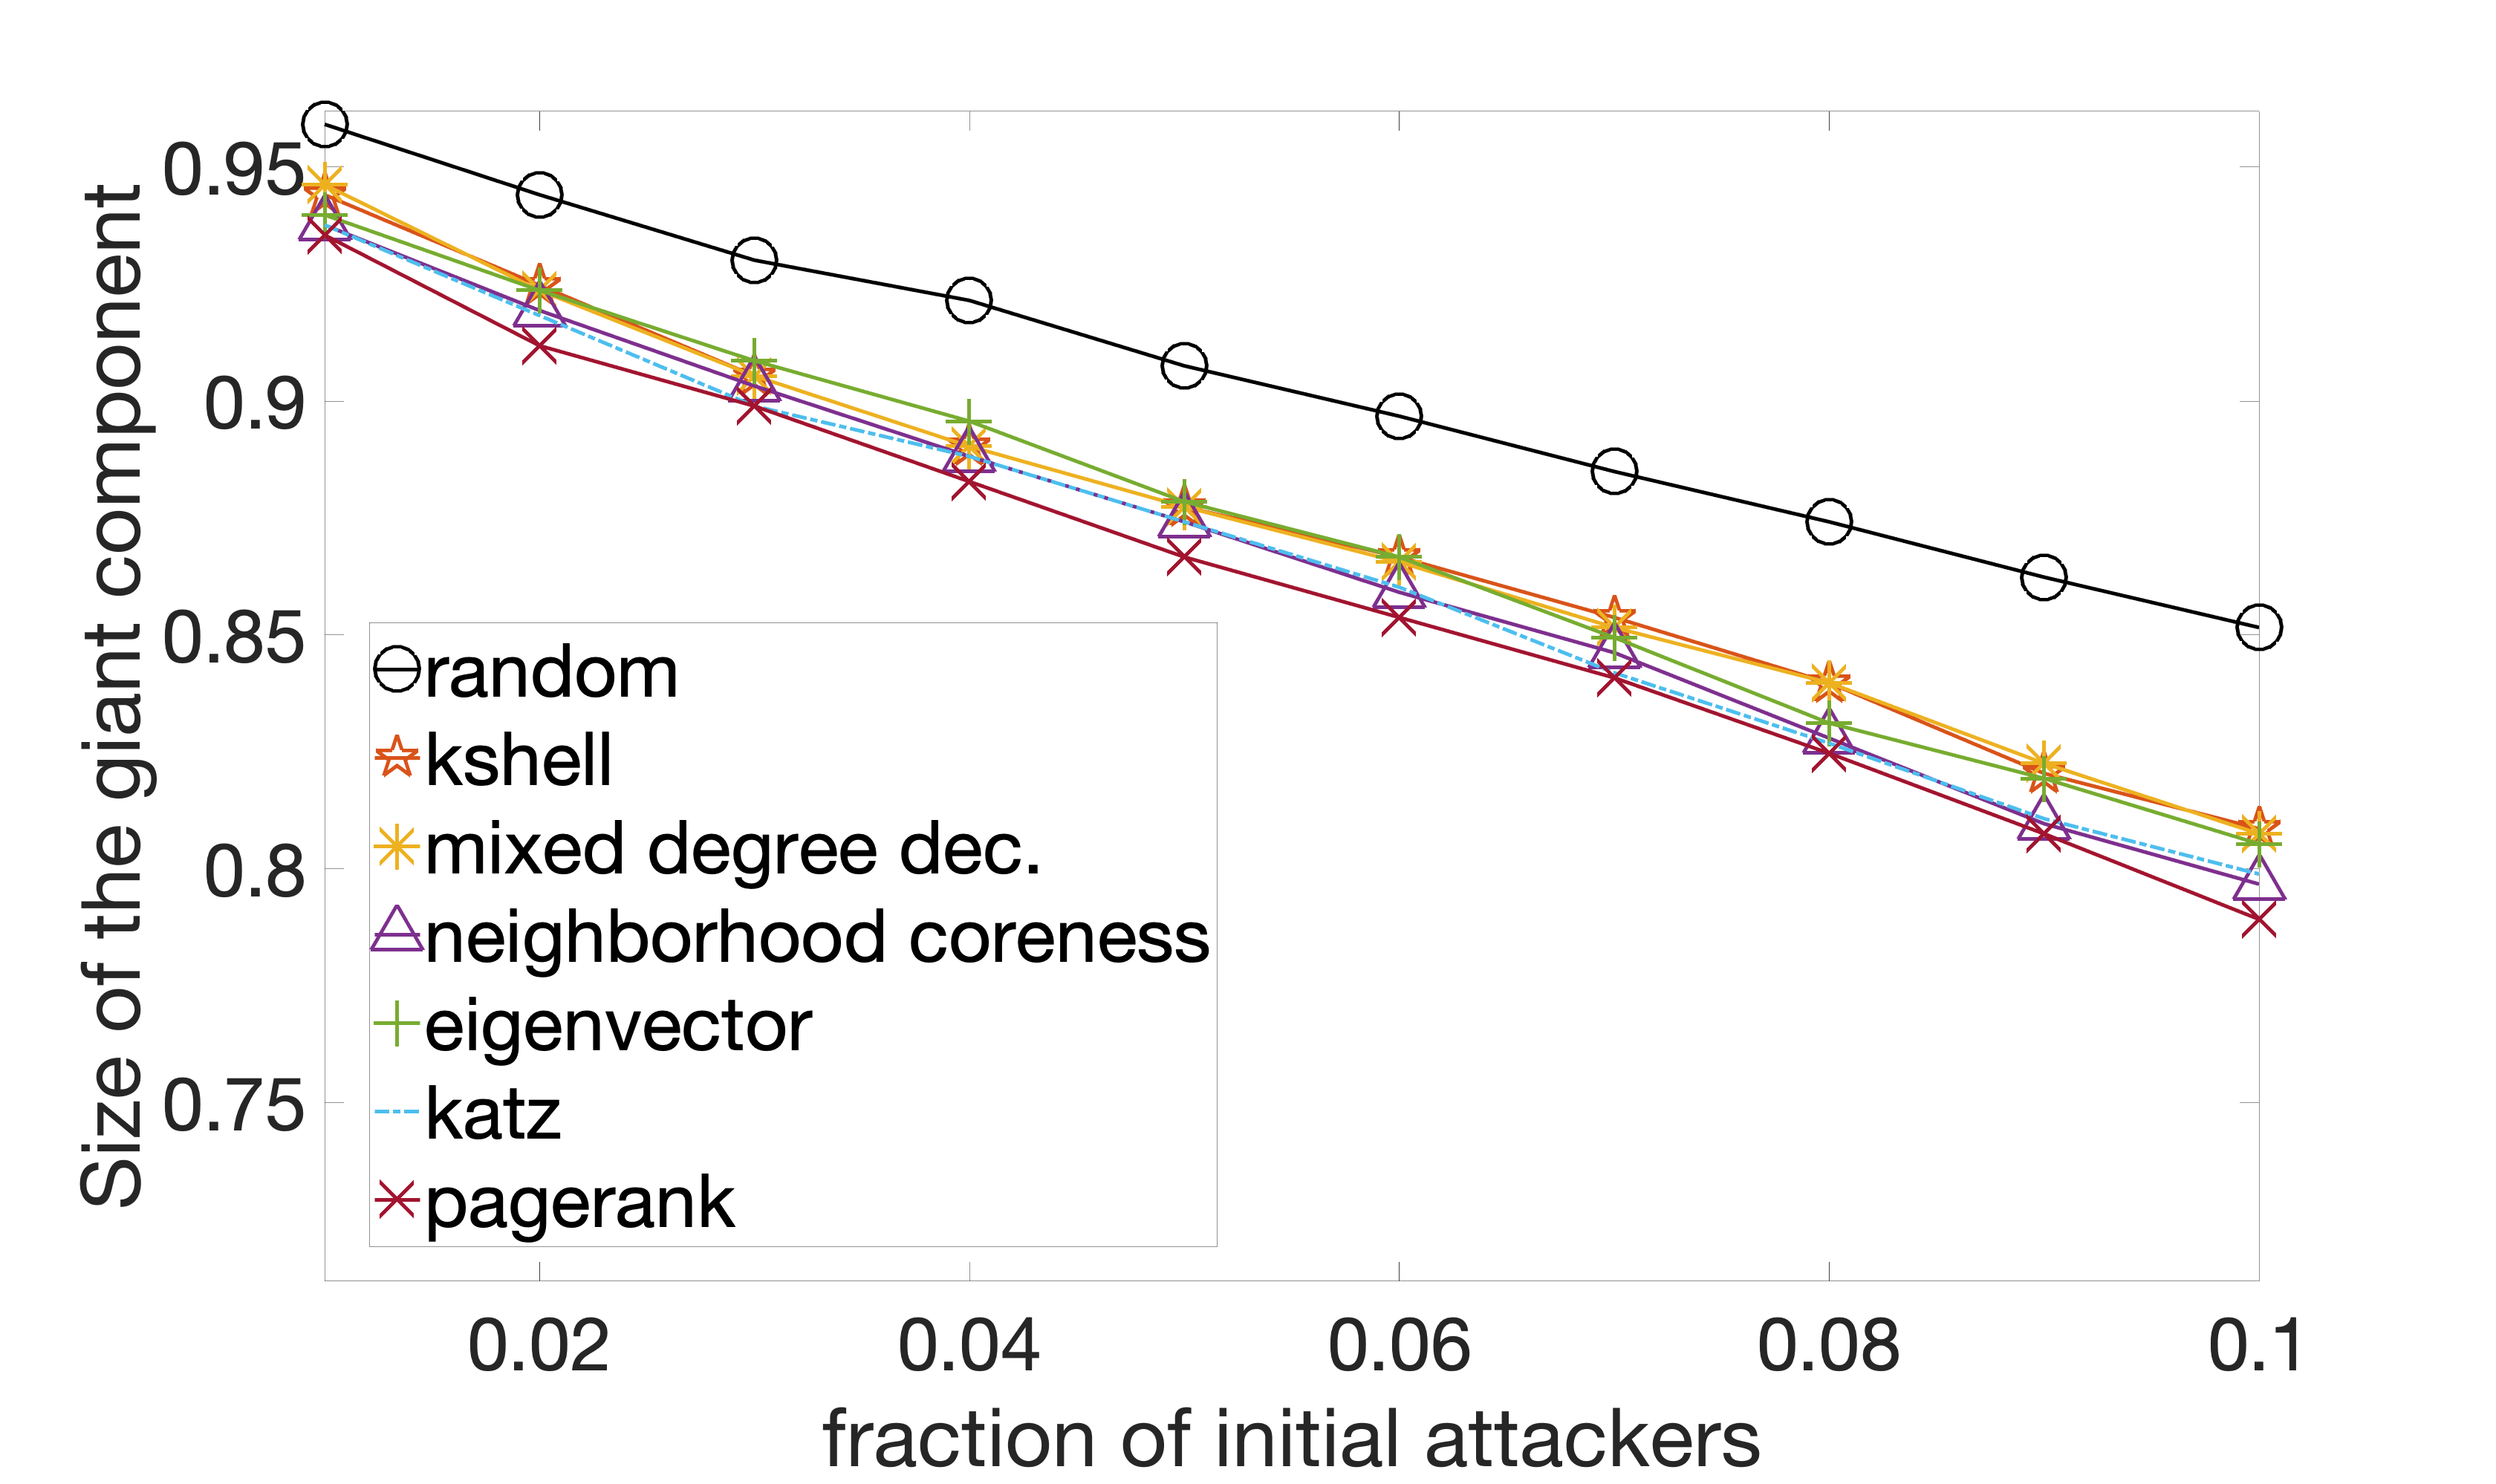 Size of the giant component
0.95
0.9
0.85
0.8
0.75
random
kshell
mixed degree dec.
neighborhood coreness
eigenvector
katz
pagerank
0.02 0.04 0.06 0.08 0.1
fraction of initial attackers